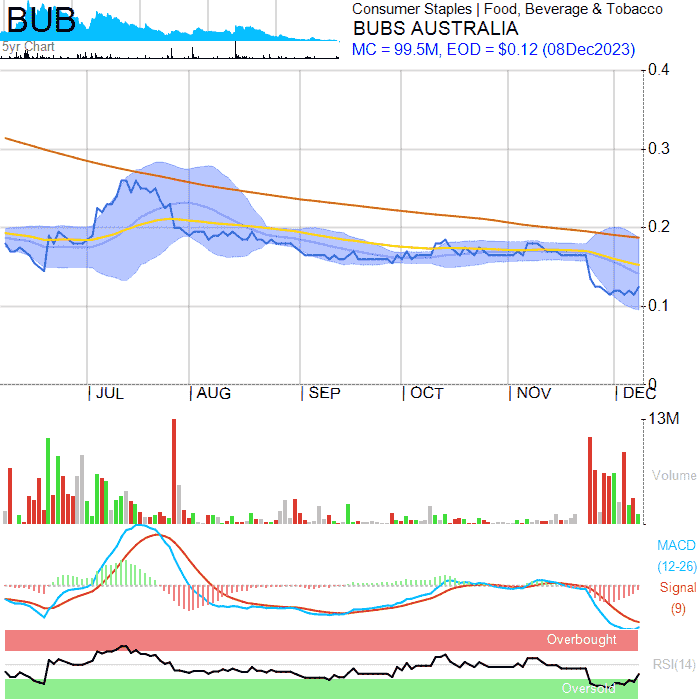 BUB
5yr Chart
Consumer Staples | Food, Beverage & Tobacco
BUBS AUSTRALIA
MC = 99.5M, EOD = $0.12 (08Dec2023)
0.4
0.3
0.2
0.1
0
JUL AUG SEP OCT NOV DEC
13M
Volume
MACD
(12-26)
Signal
(9)
Overbought
RSI(14)
Oversold